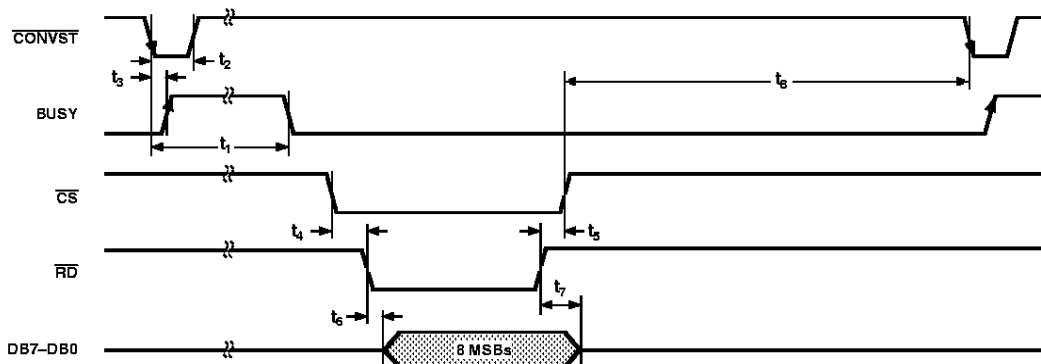 CONVST
t2
t3
t8
BUSY
t1
CS
t4
t5
RD
t7
t6
DB7–DB0
8 MSBs